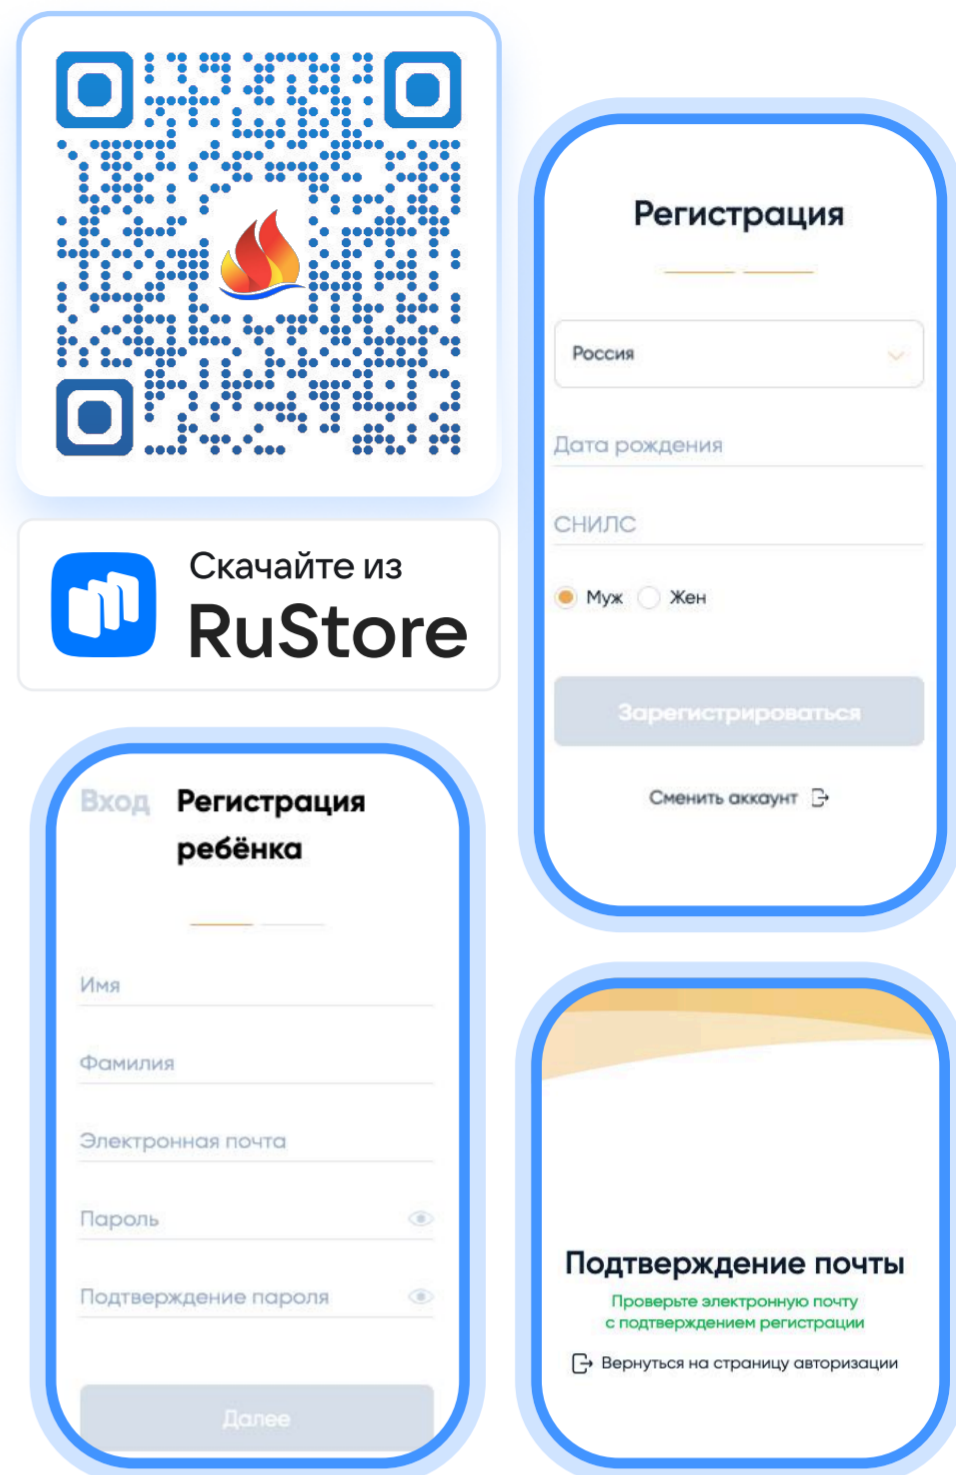 Скачайте из
RuStore
Регистрация
Россия
Дата рождения
СНИЛС
Муж Жен
Зарегистрироваться
Сменить аккаунт
Вход Регистрация
ребёнка
Имя
Фамилия
Электронная почта
Пароль
Подтверждение пароля
Далее
Подтверждение почты
Проверьте электронную почту
с подтверждением регистрации
Вернуться на страницу авторизации